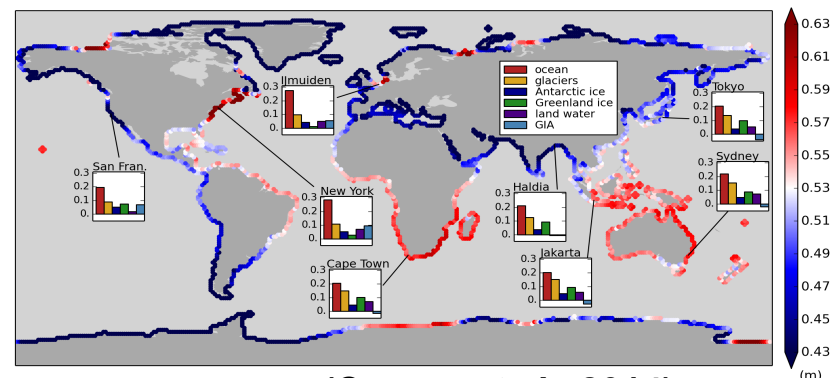 IJmuiden
0.3
0.2
0.1
0.
ocean
glaciers
Antarctic ice
Greenland ice
land water
GIA
Tokyo
0.3
0.2
0.1
0.
San Fran.
0.3
0.2
0.1
0.
New York
0.3
0.2
0.1
0.
Haldia
0.3
0.2
0.1
0.
Sydney
0.3
0.2
0.1
0.
Cape Town
0.3
0.2
0.1
0.
Jakarta
0.3
0.2
0.1
0.
0.63
0.61
0.59
0.57
0.55
0.53
0.51
0.49
0.47
0.45
0.43
(m)